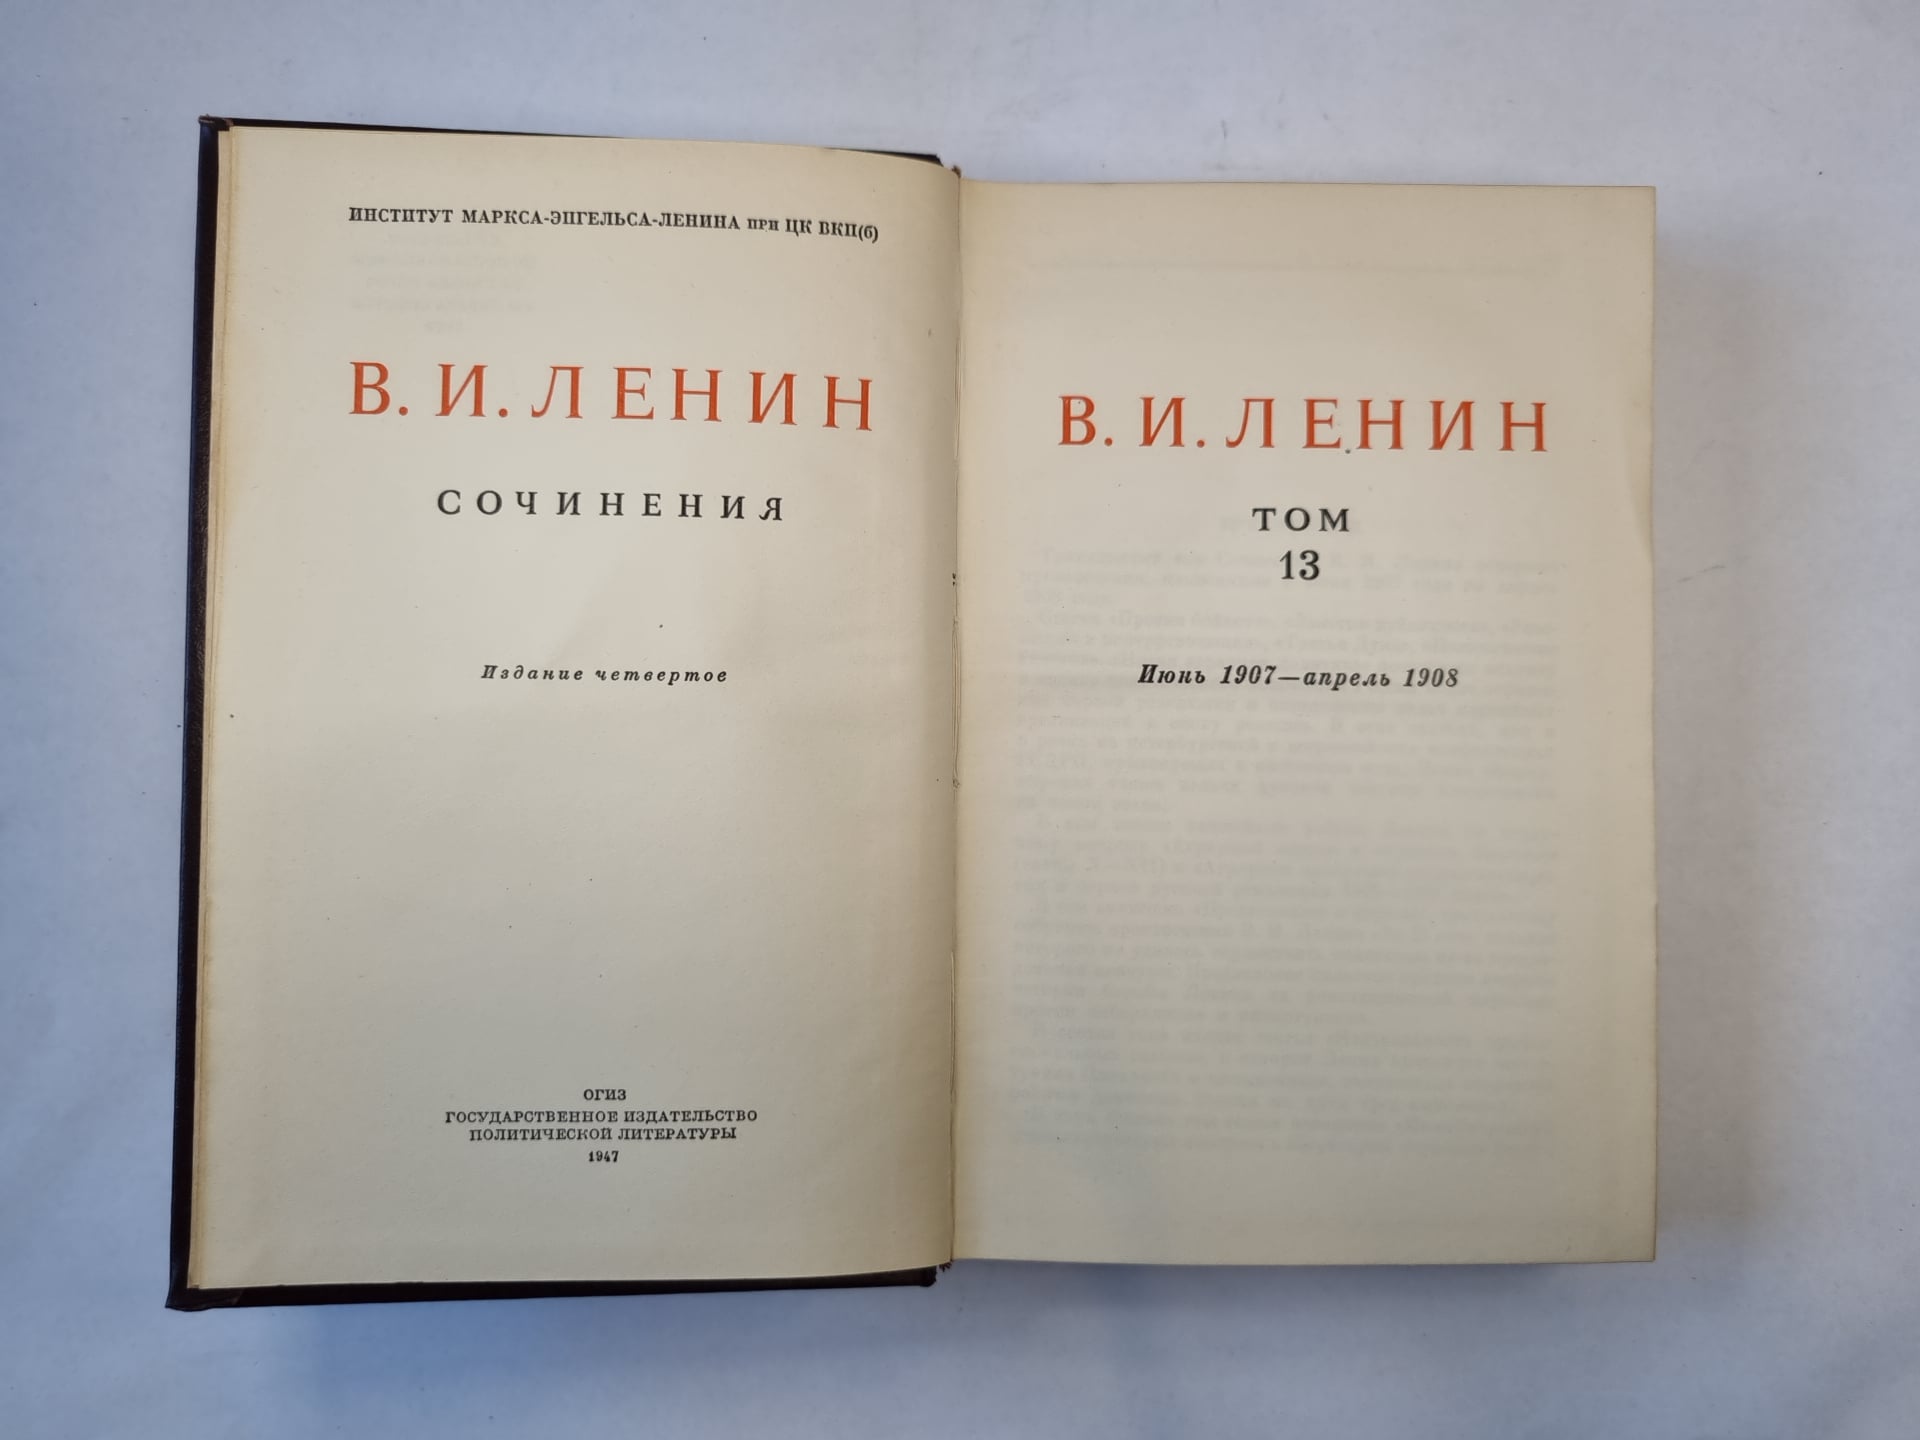 ИНСТИТУТ МАРКСА-ЭНГЕЛЬСА-ЛЕНИНА ПРИ ЦК ВКП(б)
В. И. ЛЕНИН
СОЧИНЕНИЯ
Издание четвертое
ОГИЗ
ГОСУДАРСТВЕННОЕ ИЗДАТЕЛЬСТВО
ПОЛИТИЧЕСКОЙ ЛИТЕРАТУРЫ
1947
В. И. ЛЕНИН
ТОМ
13
Июнь 1907—апрель 1908